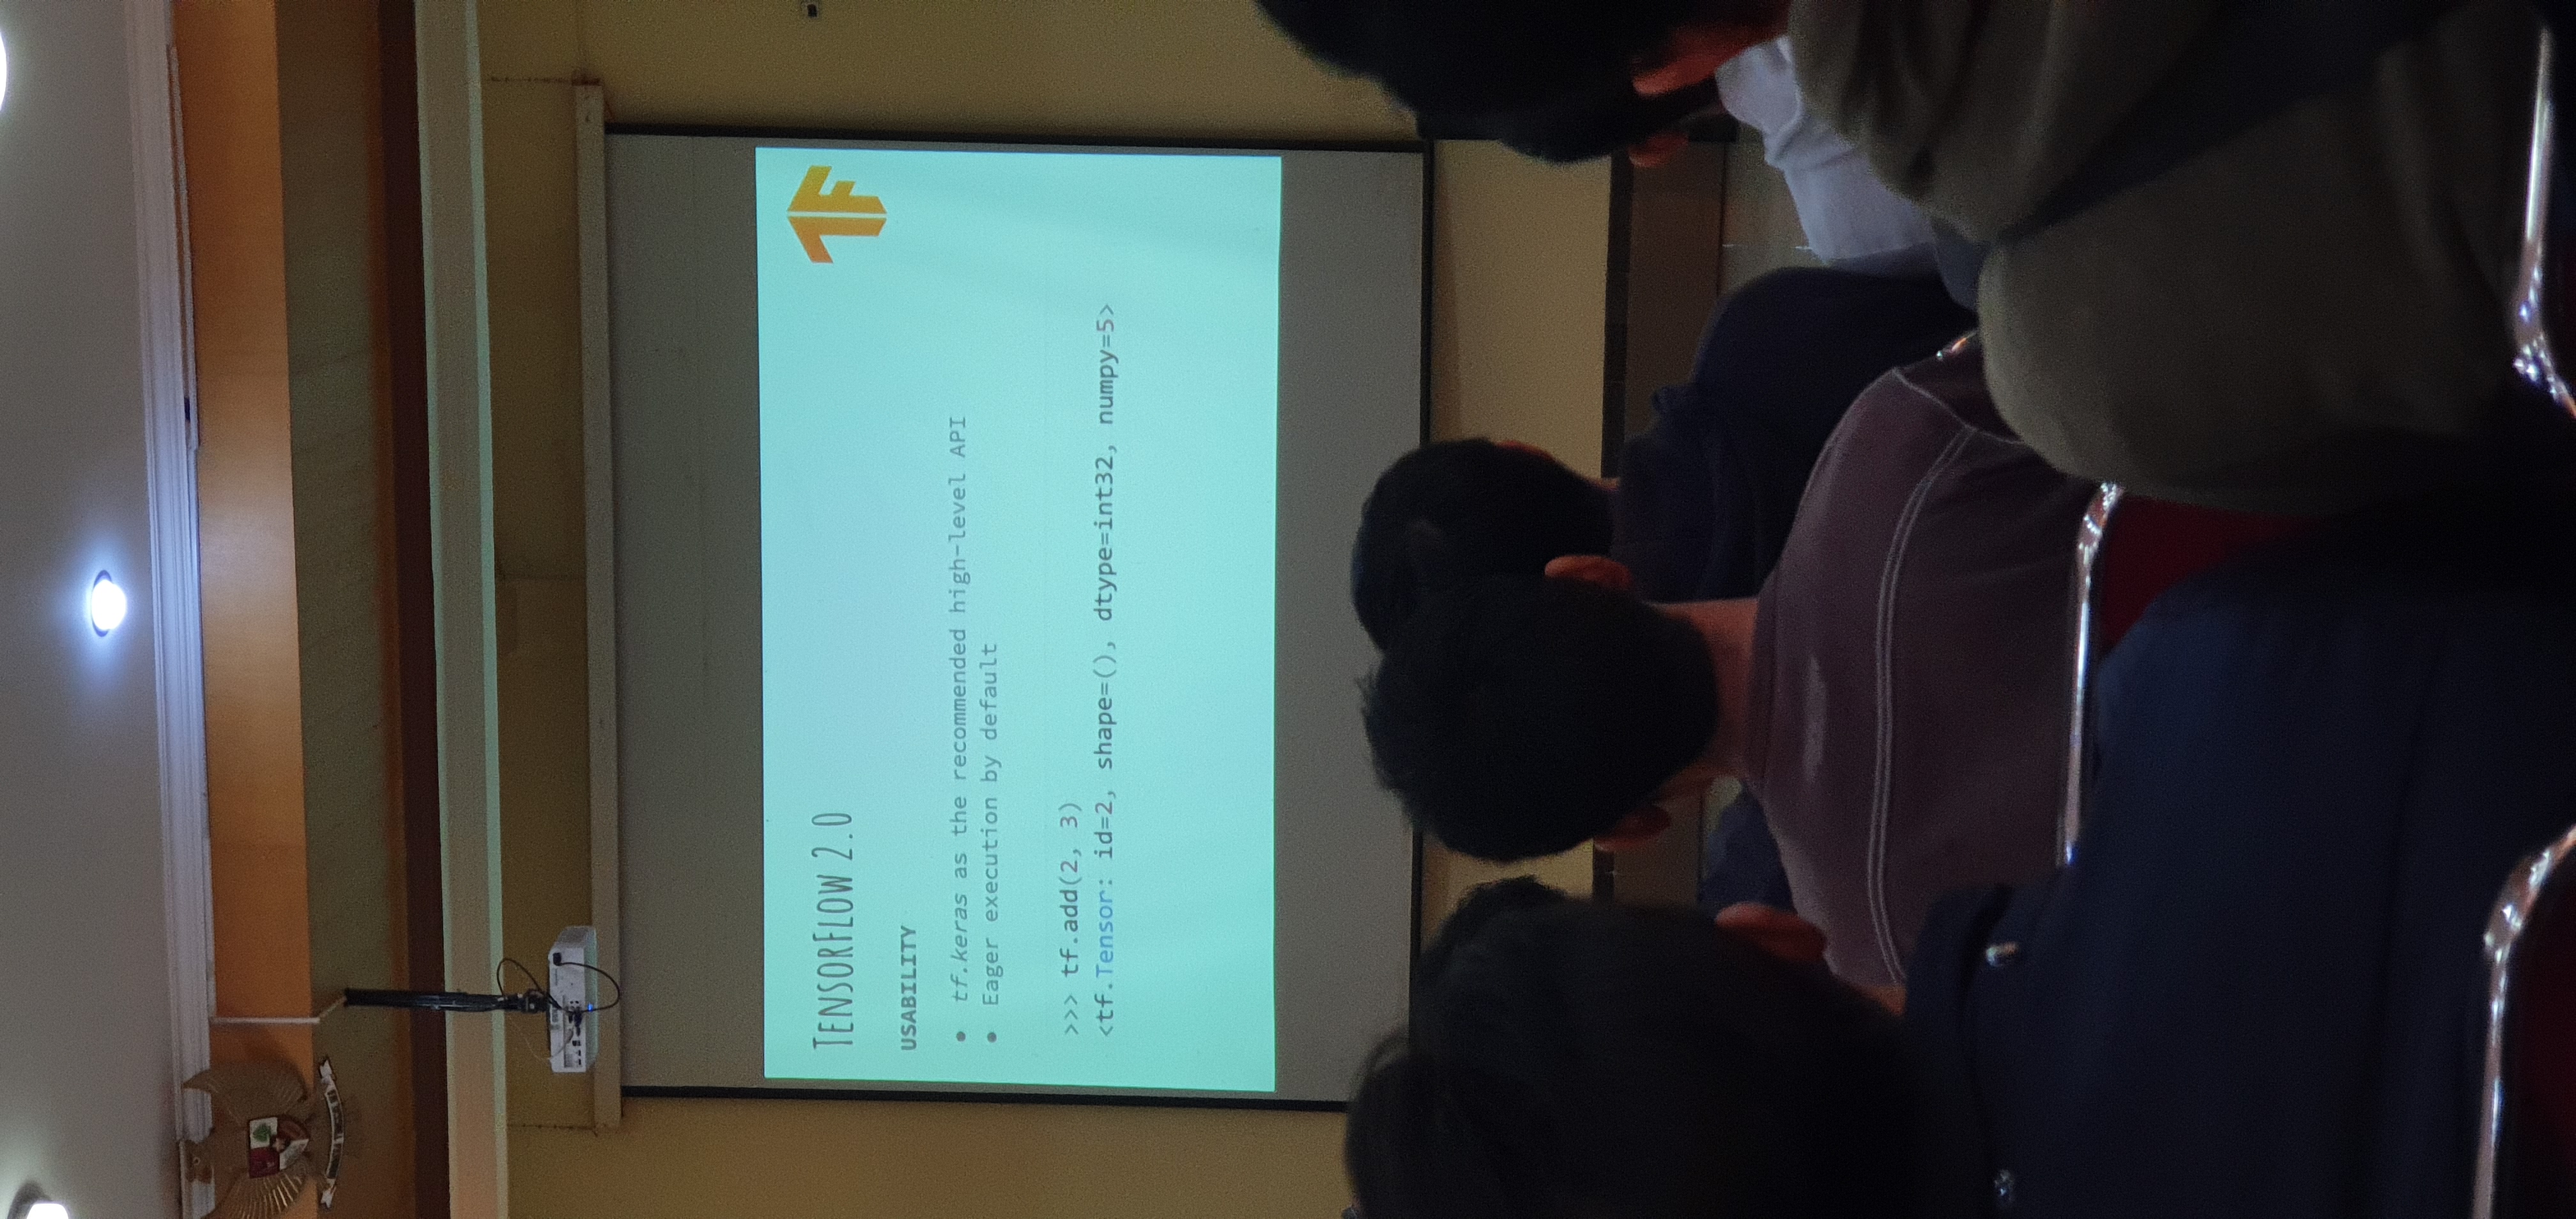 TENSORFLOW 2.0
USABILITY
● tf.keras as the recommended high-level API
● Eager execution by default
>>> tf.add(2, 3)
<tf.Tensor: id=2, shape=(), dtype=int32, numpy=5>